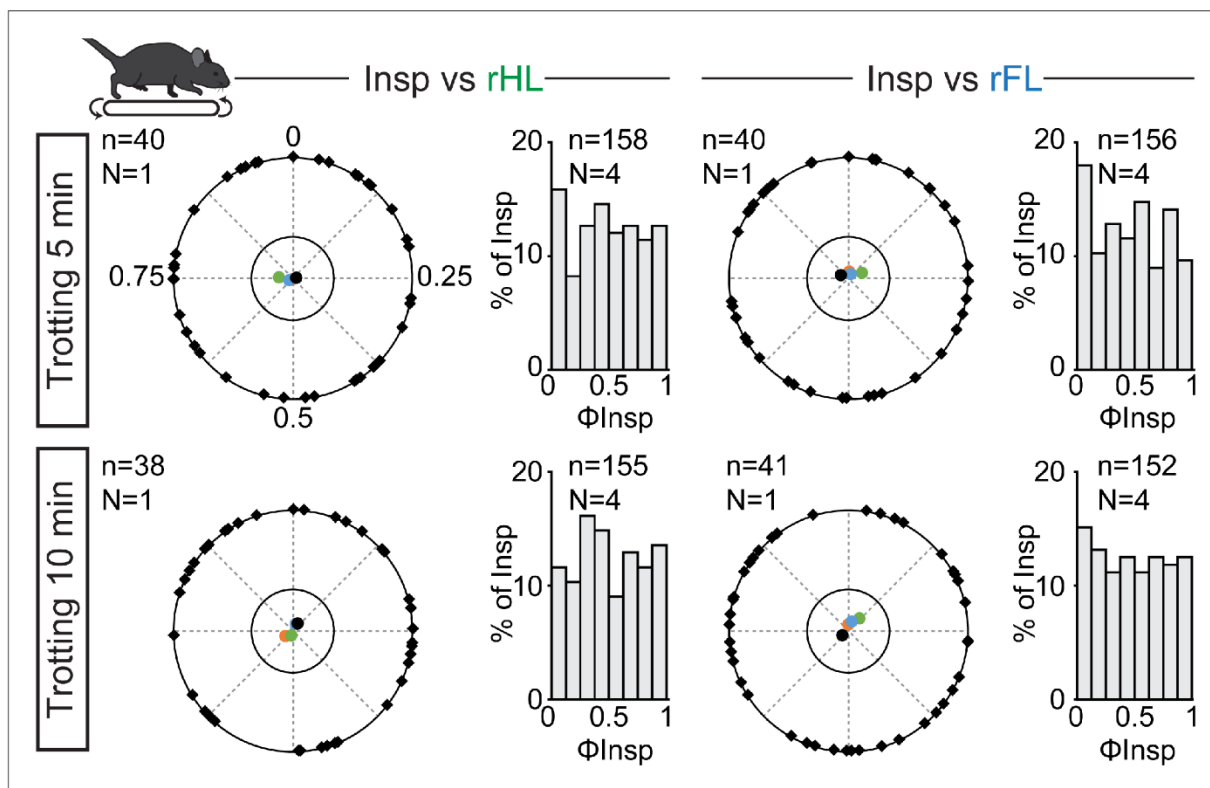 Insp vs rHL
Insp vs rFL
Trotting 5 min
n=40
N=1
0
0.25
0.5
0.75
20
10
0
% of Insp
n=158
N=4
0 0.5 1
ΦInsp
n=40
N=1
20
10
0
% of Insp
n=156
N=4
0 0.5 1
ΦInsp
Trotting 10 min
n=38
N=1
20
10
0
% of Insp
n=155
N=4
0 0.5 1
ΦInsp
n=41
N=1
20
10
0
% of Insp
n=152
N=4
0 0.5 1
ΦInsp